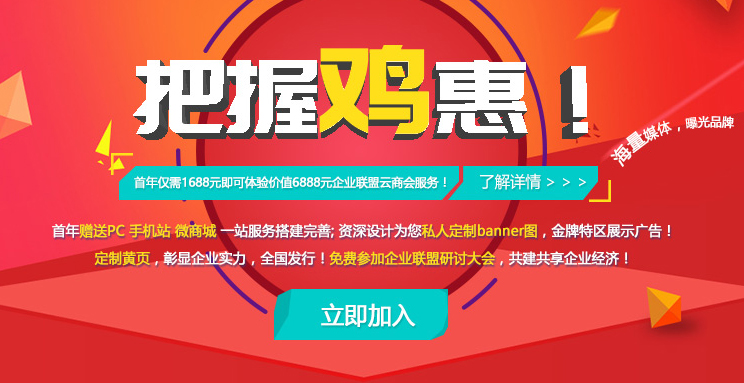 把握鸡惠！
海量媒体，曝光品牌
首年仅需1688元即可体验价值6888元企业联盟云商会服务！
了解详情 > > >
首年赠送PC 手机站 微商城 一站服务搭建完善; 资深设计为您私人定制banner图，金牌特区展示广告！
定制黄页，彰显企业实力，全国发行！免费参加企业联盟研讨大会，共建共享企业经济！
立即加入